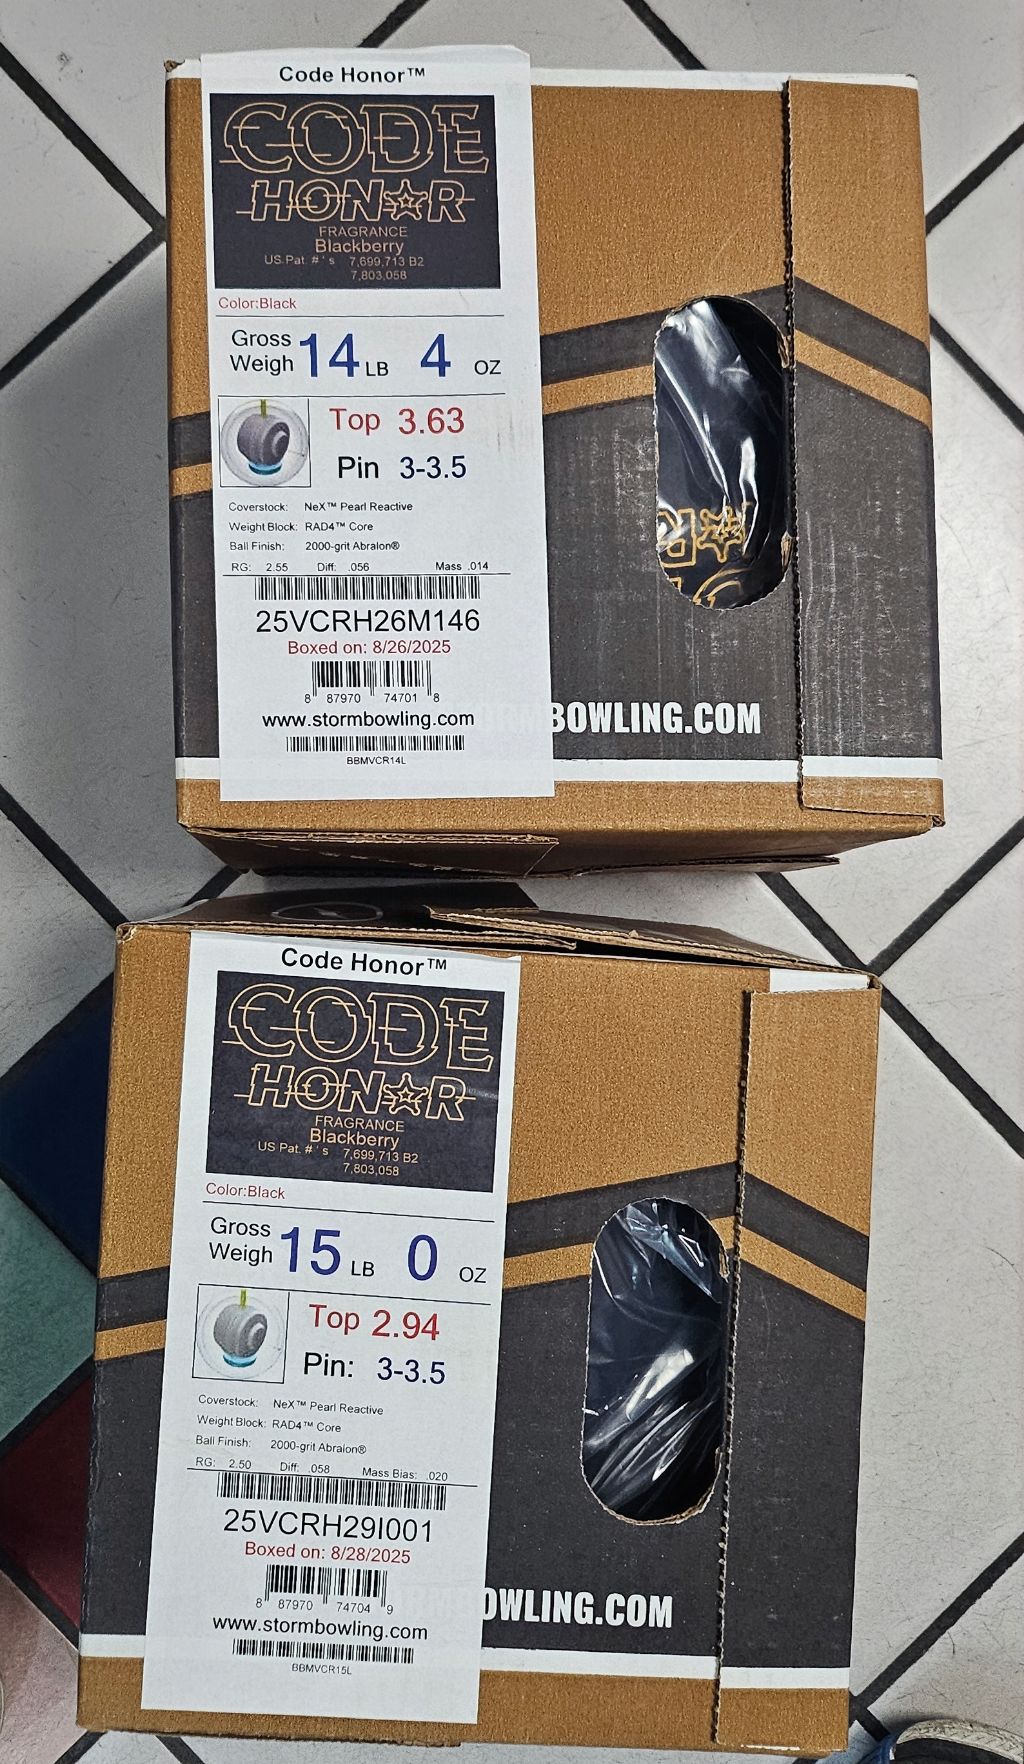 Code Honor™
CODE
HONOR
FRAGRANCE
Blackberry
US Pat. # ' s 7,699,713 B2
7,803,058
Color:Black
Gross
Weigh 14 LB 4 OZ
Top 3.63
Pin 3-3.5
Coverstock: NeX™ Pearl Reactive
Weight Block: RAD4™ Core
Ball Finish: 2000-grit Abralon®
RG: 2.55 Diff: .056 Mass .014
25VCRH26M146
Boxed on: 8/26/2025
8 87970 74701 8
www.stormbowling.com
BBMVCR14L
BOWLING.COM
Code Honor™
CODE
HONOR
FRAGRANCE
Blackberry
US Pat. # ' s 7,699,713 B2
7,803,058
Color:Black
Gross
Weigh 15 LB 0 OZ
Top 2.94
Pin: 3-3.5
Coverstock: NeX™ Pearl Reactive
Weight Block: RAD4™ Core
Ball Finish: 2000-grit Abralon®
RG: 2.50 Diff: .058 Mass Bias: .020
25VCRH29I001
Boxed on: 8/28/2025
8 87970 74704 9
www.stormbowling.com
BBMVCR15L
OWLING.COM